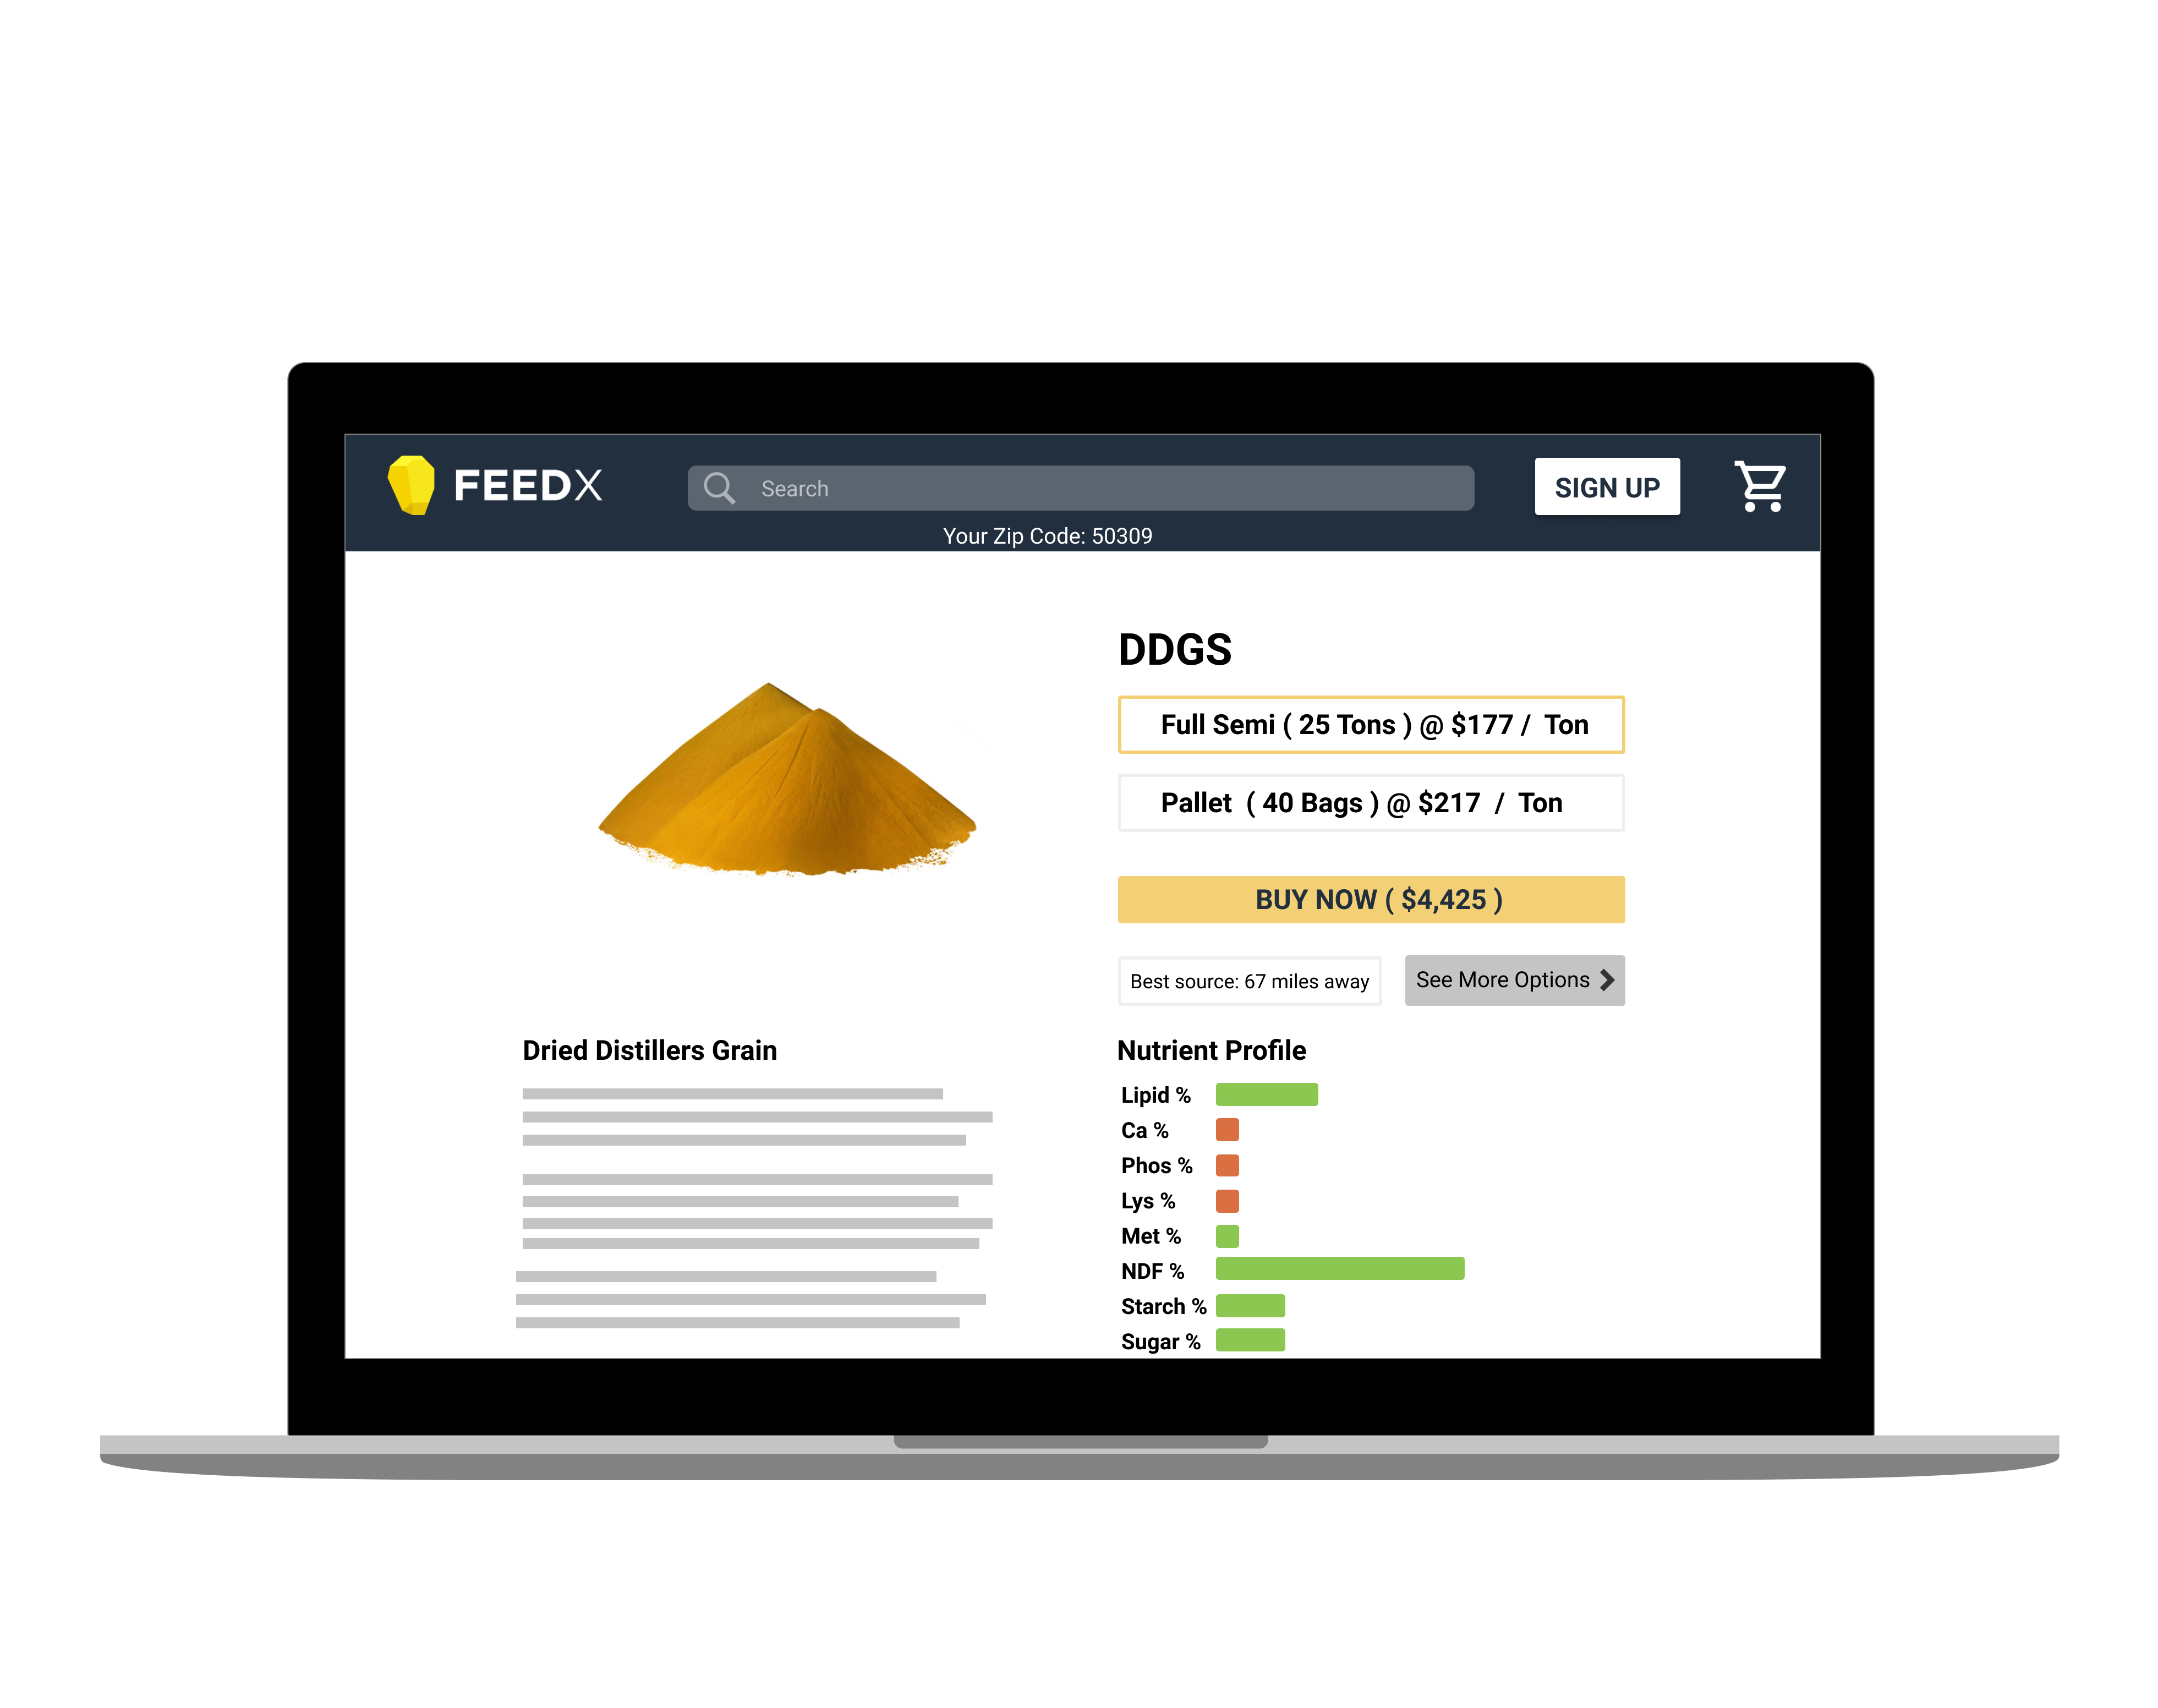 FEEDX
Search
SIGN UP
Your Zip Code: 50309
DDGS
Full Semi ( 25 Tons ) @ $177 / Ton
Pallet ( 40 Bags ) @ $217 / Ton
BUY NOW ( $4,425 )
Best source: 67 miles away
See More Options
Dried Distillers Grain
Nutrient Profile
Lipid %
Ca %
Phos %
Lys %
Met %
NDF %
Starch %
Sugar %